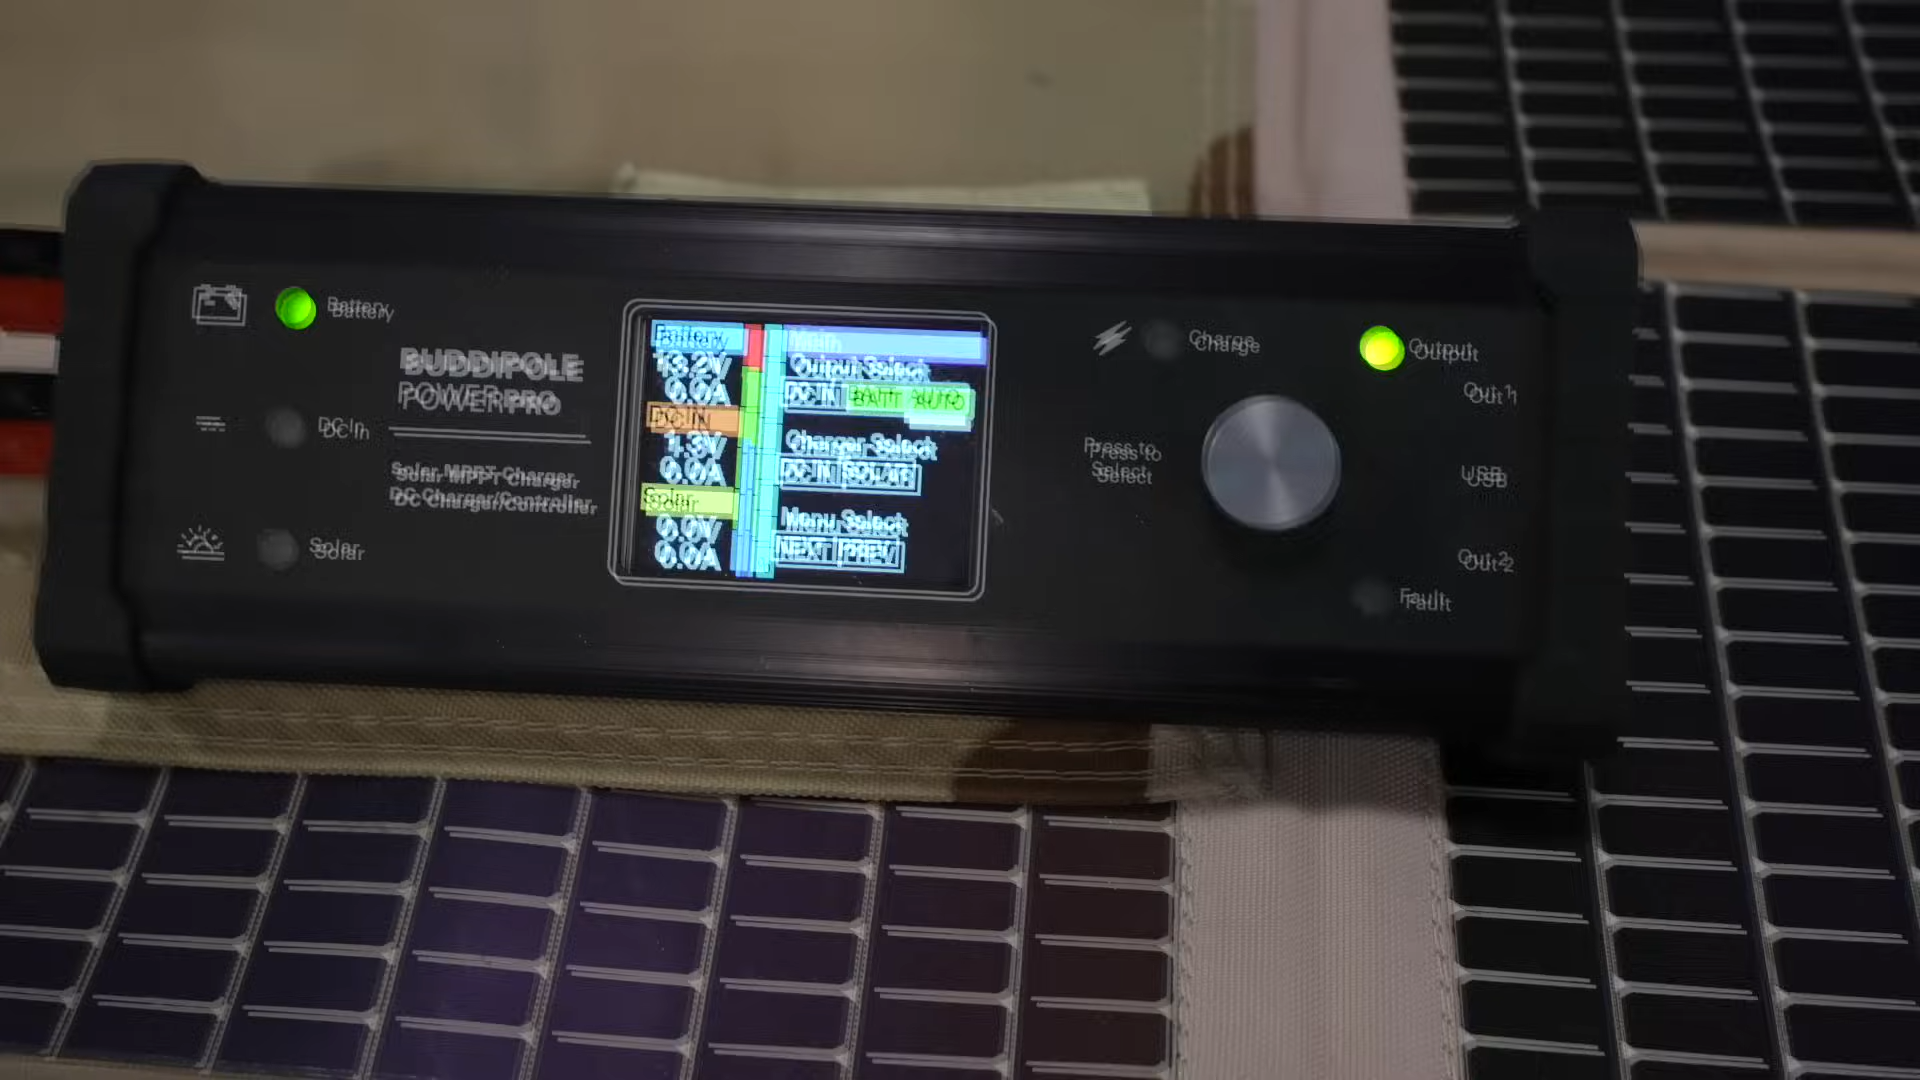 Battery
DC In
Solar
BUDDIPOLE
POWERPRO
Solar MPPT Charger
DC Charger/Controller
Battery
13.2V
0.0A
DC IN
1.3V
0.0A
Solar
0.0V
0.0A
Main
Output Select
DC IN BATT AUTO
Charger Select
DC IN SOLAR
Menu Select
NEXT PREV
Charge
Press to
Select
Output
Out 1
USB
Out 2
Fault